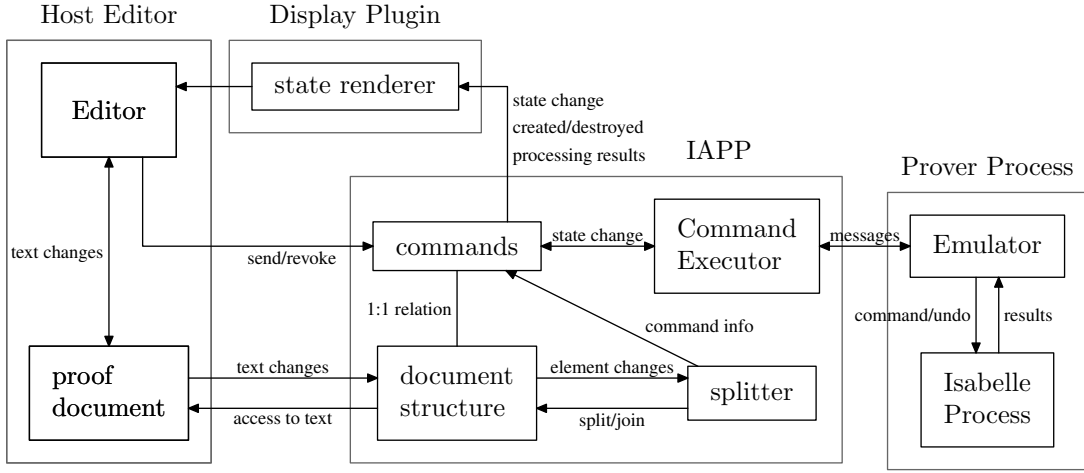 Host Editor
Display Plugin
Editor
state renderer
state change
created/destroyed
processing results
IAPP
Prover Process
text changes
send/revoke
commands
state change
Command
Executor
messages
Emulator
1:1 relation
command info
command/undo
results
proof
document
text changes
access to text
document
structure
element changes
split/join
splitter
Isabelle
Process